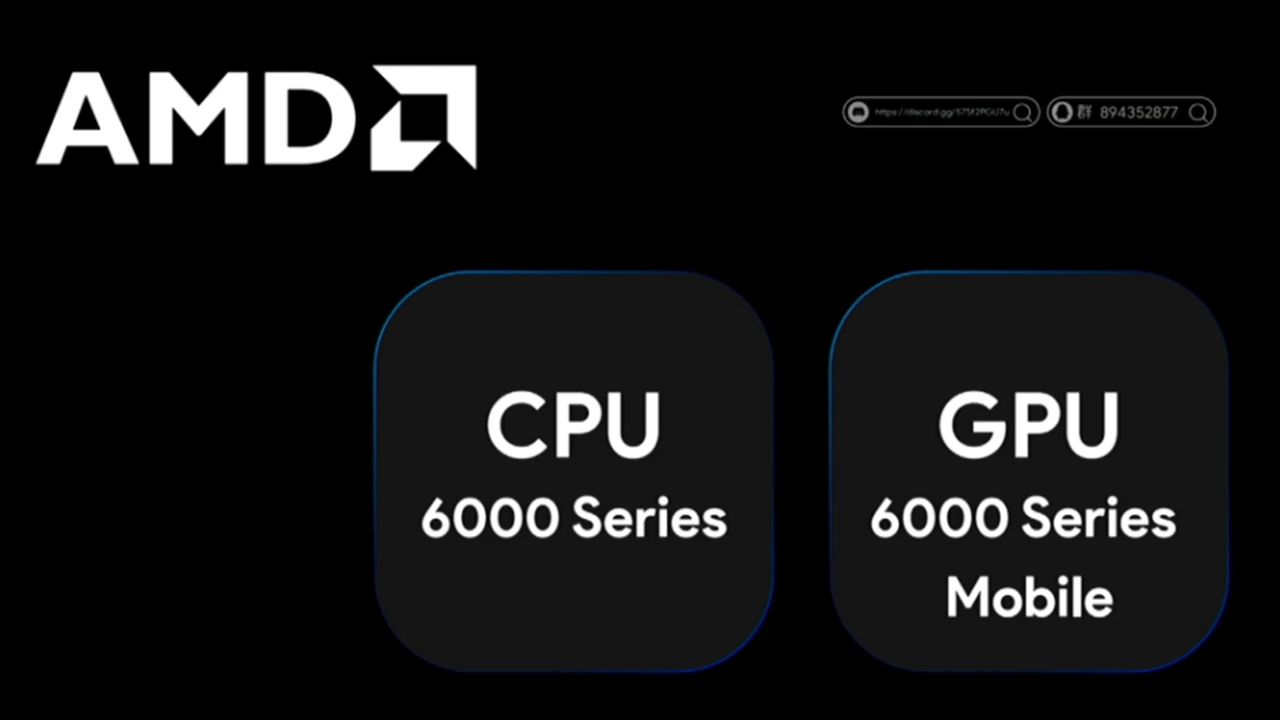 AMD
群 894352877
CPU
6000 Series
GPU
6000 Series
Mobile